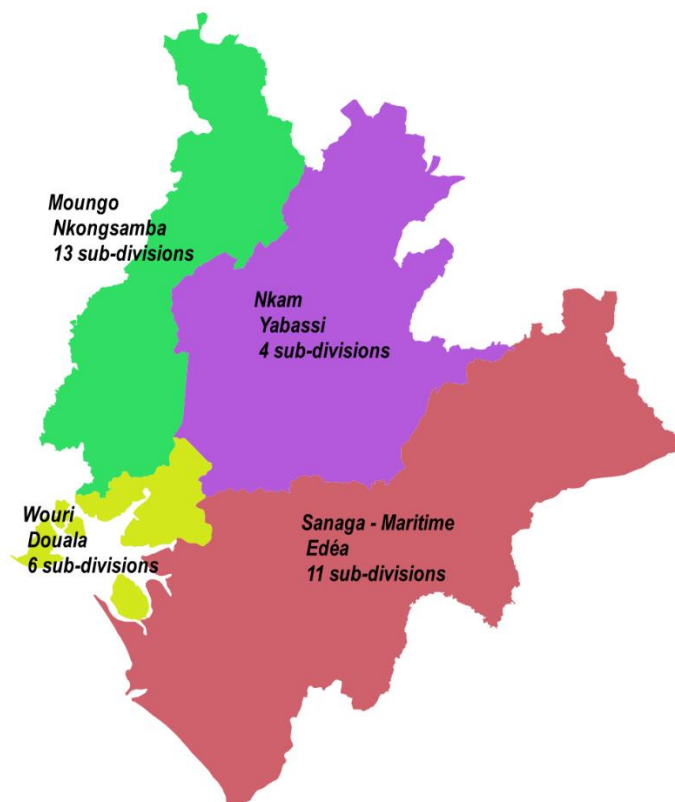 Moungo
Nkongsamba
13 sub-divisions
Nkam
Yabassi
4 sub-divisions
Wouri
Douala
6 sub-divisions
Sanaga - Maritime
Edéa
11 sub-divisions